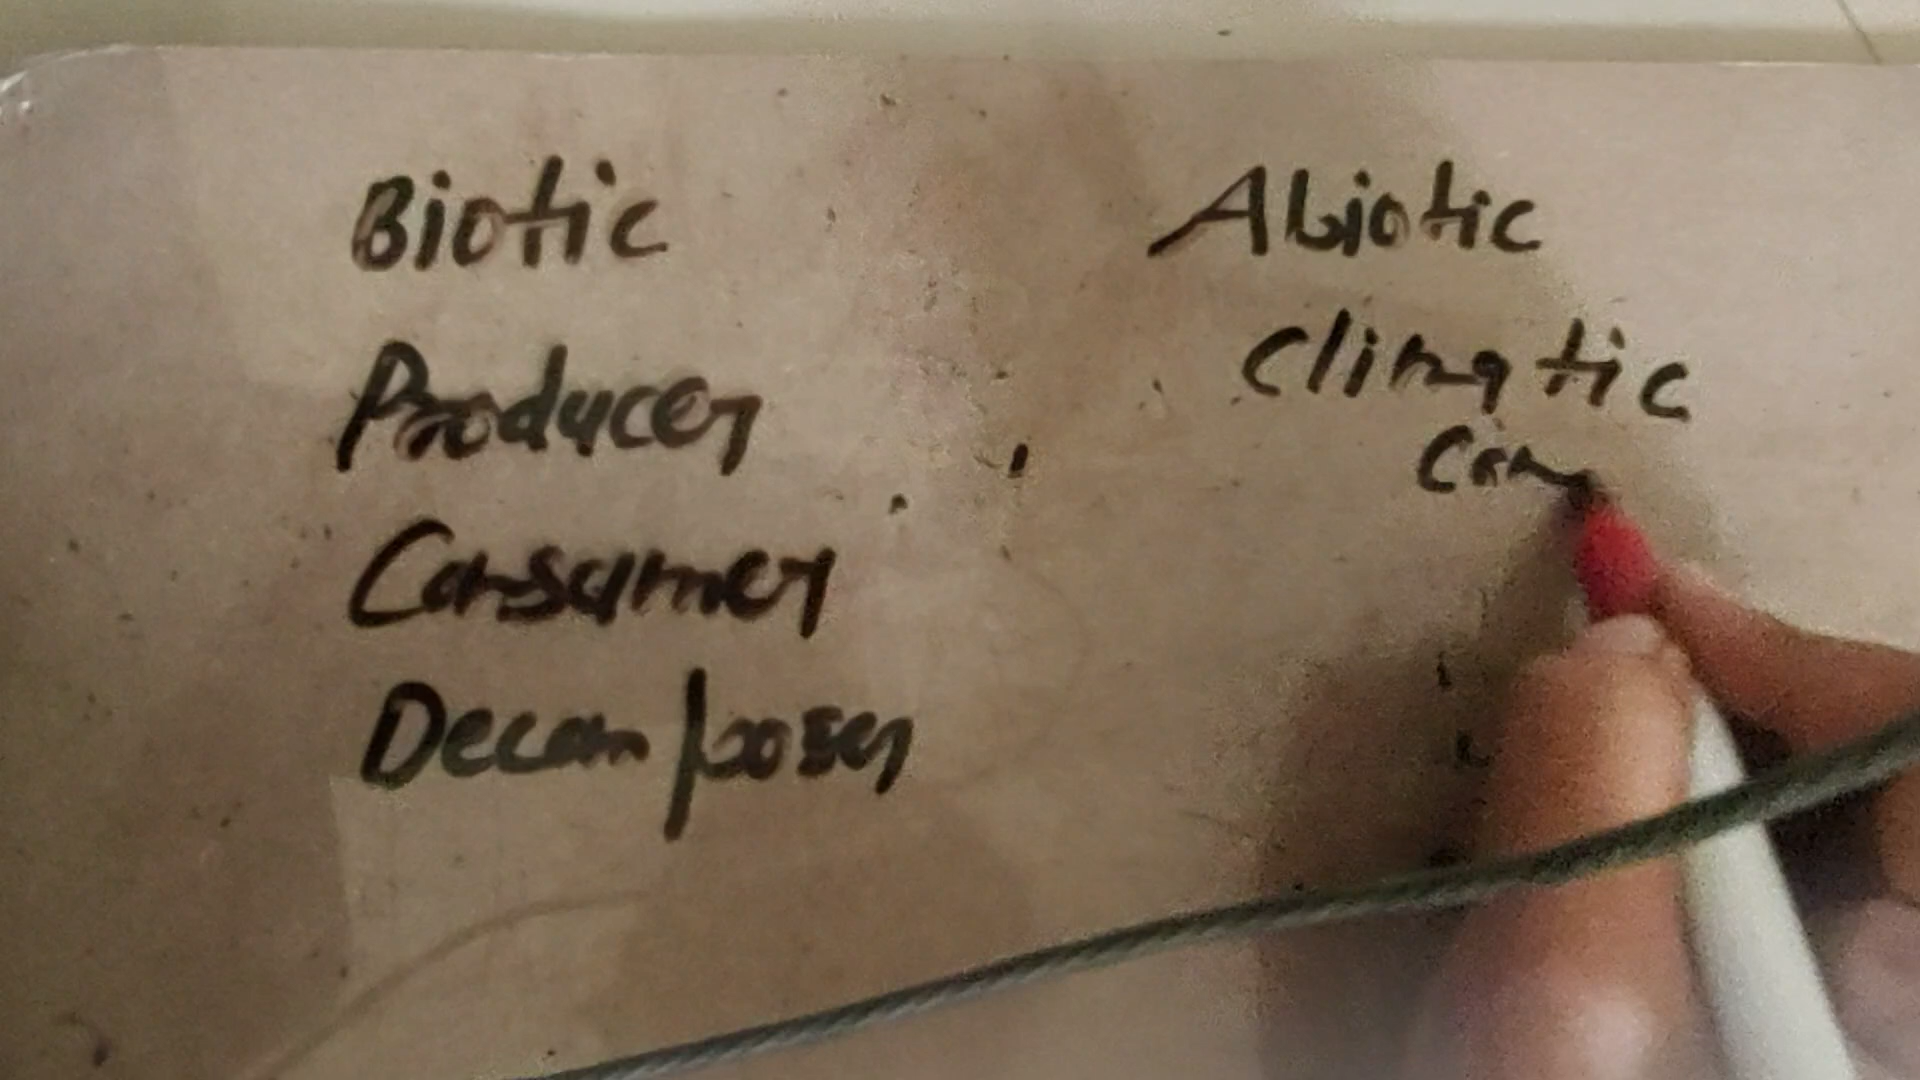 Biotic
Abiotic
Producer
Climatic
Consumer
Decomposer